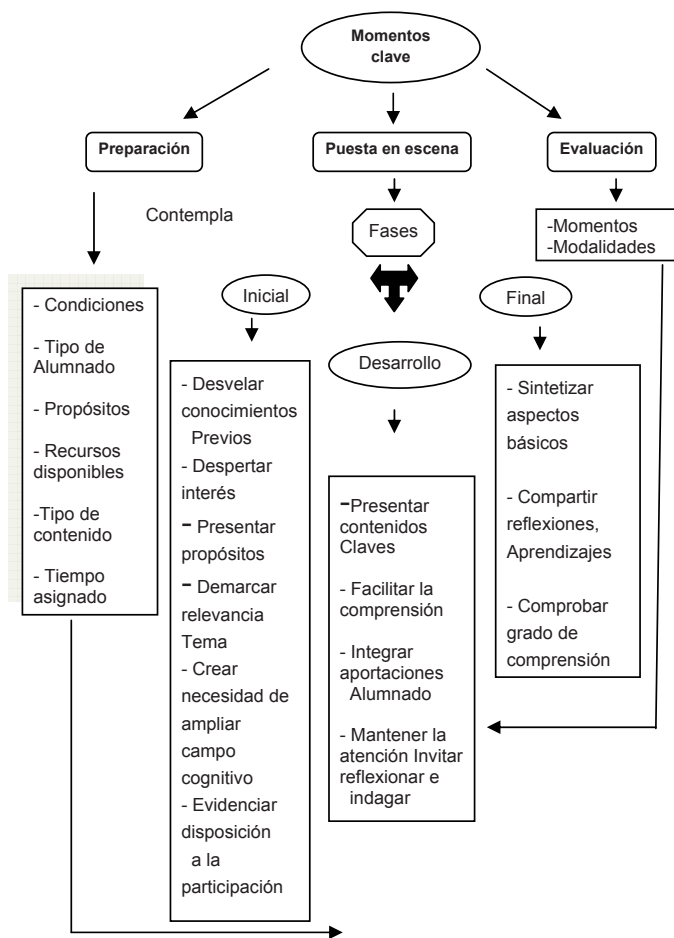 Momentos
clave
Preparación
Puesta en escena
Evaluación
Contempla
Fases
-Momentos
-Modalidades
- Condiciones
- Tipo de
Alumnado
- Propósitos
- Recursos
disponibles
-Tipo de
contenido
- Tiempo
asignado
Inicial
- Desvelar
conocimientos
Previos
- Despertar
interés
- Presentar
propósitos
- Demarcar
relevancia
Tema
- Crear
necesidad de
ampliar
campo
cognitivo
- Evidenciar
disposición
a la
participación
Desarrollo
-Presentar
contenidos
Claves
- Facilitar la
comprensión
- Integrar
aportaciones
Alumnado
- Mantener la
atención Invitar
reflexionar e
indagar
Final
- Sintetizar
aspectos
básicos
- Compartir
reflexiones,
Aprendizajes
- Comprobar
grado de
comprensión